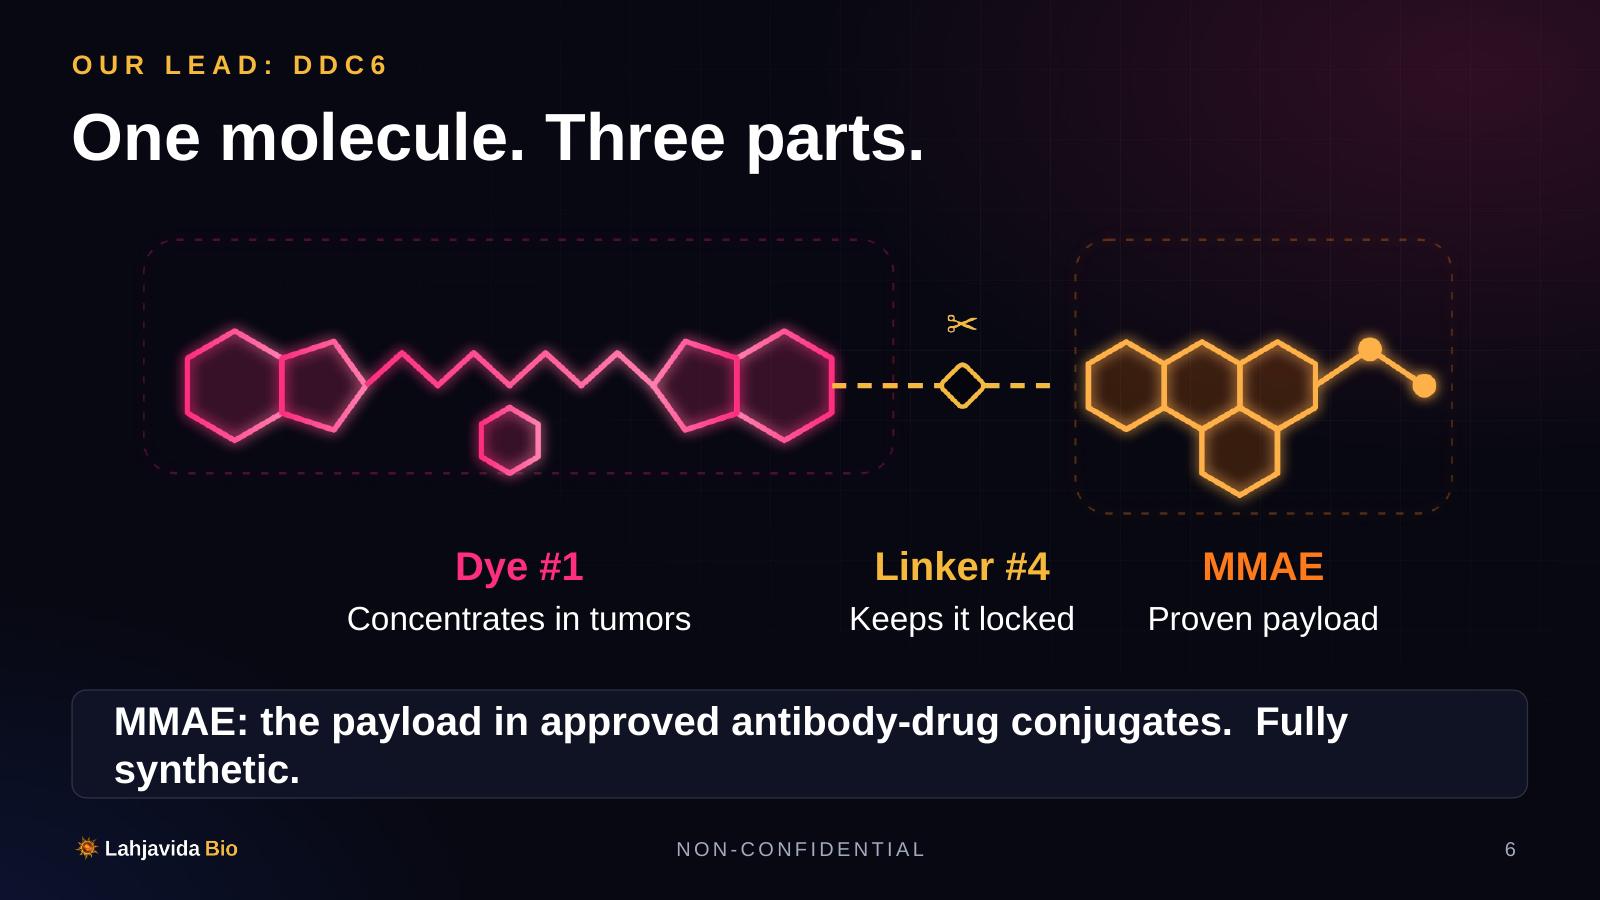 OUR LEAD: DDC6
One molecule. Three parts.
Dye #1
Concentrates in tumors
Linker #4
Keeps it locked
MMAE
Proven payload
MMAE: the payload in approved antibody-drug conjugates.  Fully
synthetic.
Lahjavida Bio
NON-CONFIDENTIAL
6